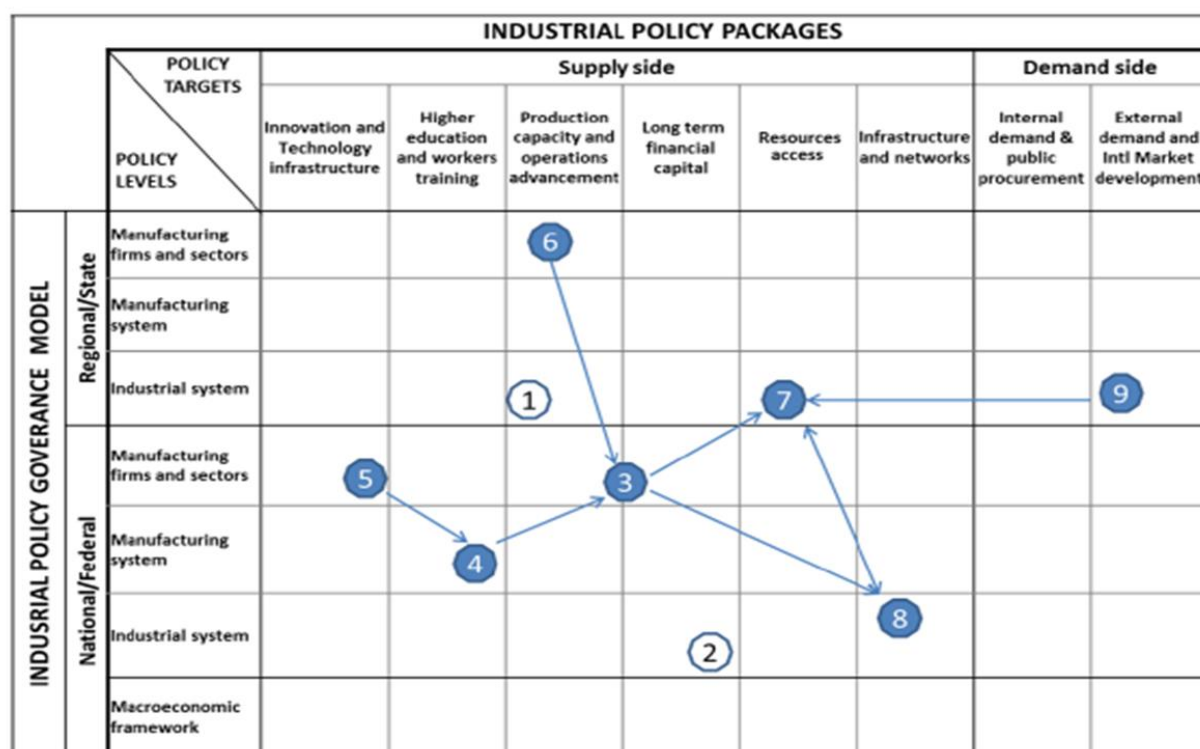 INDUSTRIAL POLICY PACKAGES
POLICY
TARGETS
POLICY
LEVELS
Supply side
Demand side
Innovation and
Technology
infrastructure
Higher
education
and workers
training
Production
capacity and
operations
advancement
Long term
financial
capital
Resources
access
Infrastructure
and networks
Internal
demand &
public
procurement
External
demand and
Intl Market
development
INDUSRIAL POLICY GOVERANCE MODEL
Regional/State
Manufacturing
firms and sectors
6
Manufacturing
system
Industrial system
1
7
9
National/Federal
Manufacturing
firms and sectors
5
3
Manufacturing
system
4
Industrial system
2
8
Macroeconomic
framework